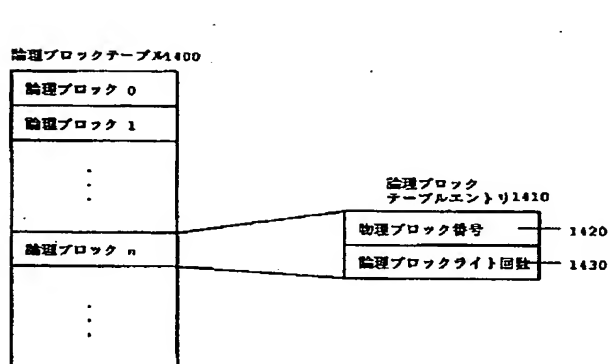 論理ブロックテーブル1400
論理ブロック 0
論理ブロック 1
論理ブロック
テーブルエントリ1410
物理ブロック番号 1420
論理ブロック n
論理ブロックライト回数 1430